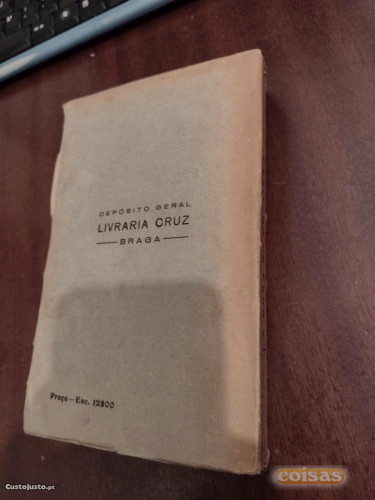 DEPÓSITO GERAL
LIVRARIA CRUZ
BRAGA
Preço—Esc. 12$00
CustoJusto.pt
coisas